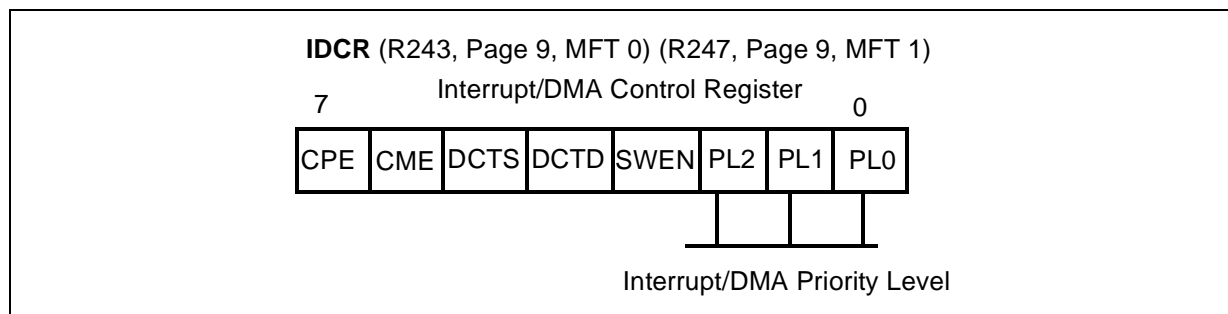 IDCR (R243, Page 9, MFT 0) (R247, Page 9, MFT 1)
Interrupt/DMA Control Register
7 0
CPE CME DCTS DCTD SWEN PL2 PL1 PL0
Interrupt/DMA Priority Level